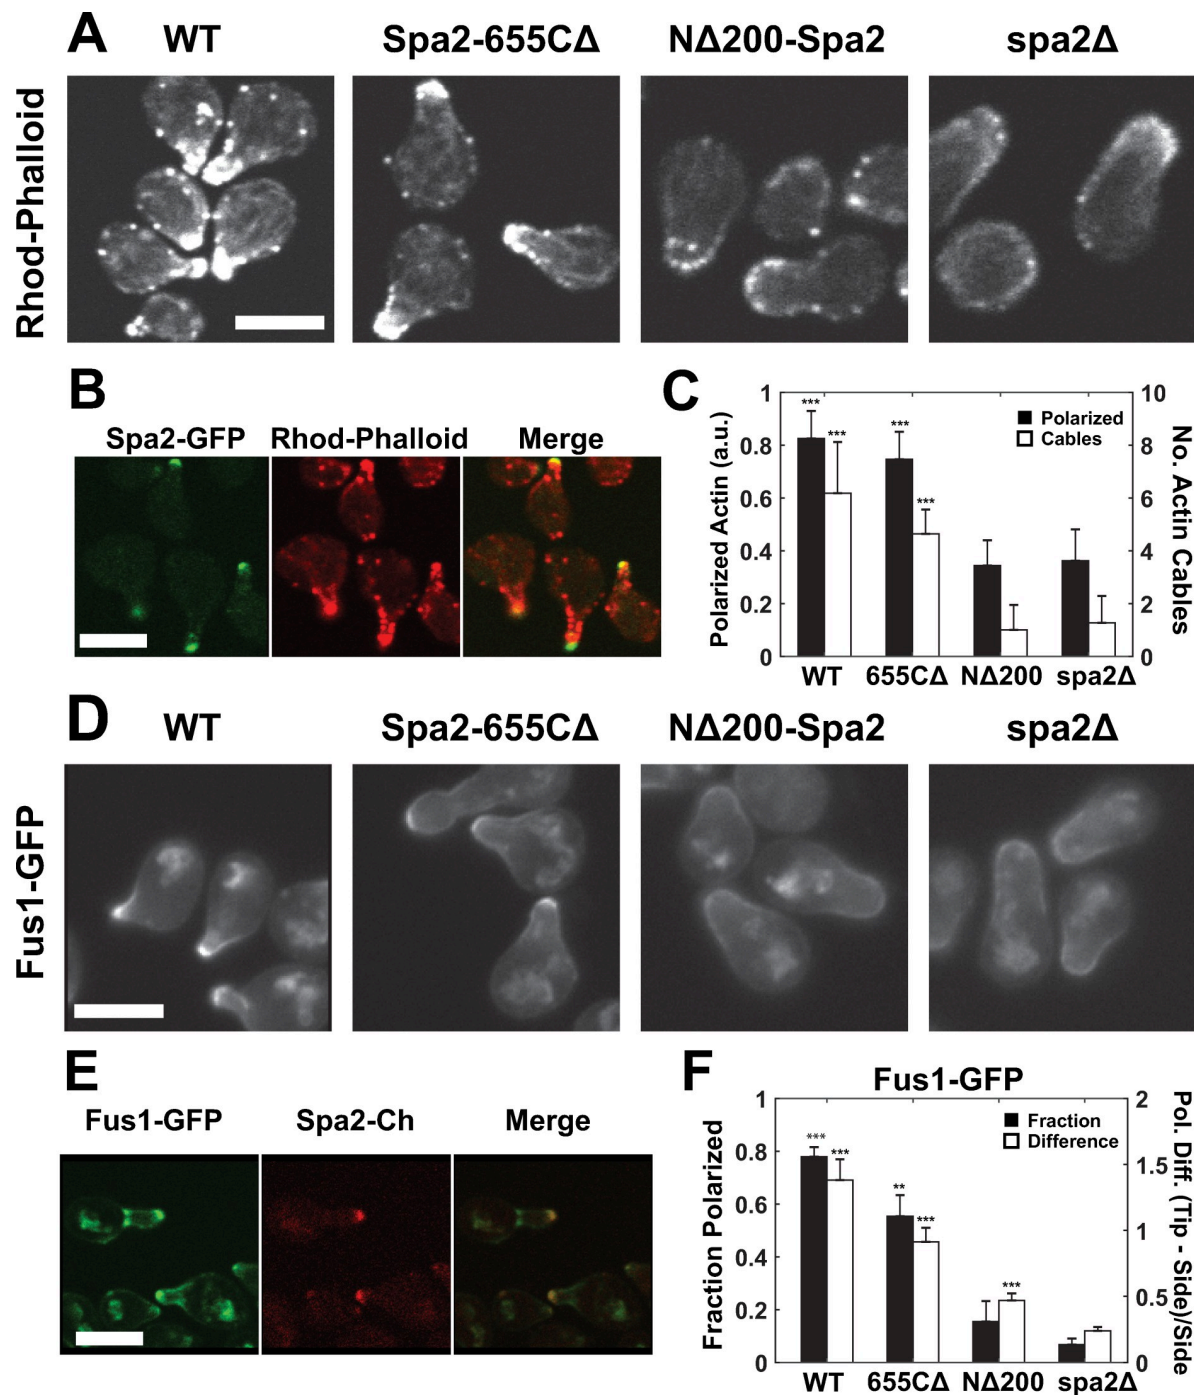 A
WT
Spa2-655CΔ
NΔ200-Spa2
spa2Δ
Rhod-Phalloid
B
Spa2-GFP
Rhod-Phalloid
Merge
C
1
0.8
0.6
0.4
0.2
0
Polarized Actin (a.u.)
***
***
***
***
Polarized
Cables
10
8
6
4
2
0
No. Actin Cables
WT
655CΔ
NΔ200
spa2Δ
D
WT
Spa2-655CΔ
NΔ200-Spa2
spa2Δ
Fus1-GFP
E
Fus1-GFP
Spa2-Ch
Merge
F
Fus1-GFP
1
0.8
0.6
0.4
0.2
0
Fraction Polarized
***
***
**
***
***
Fraction
Difference
2
1.5
1
0.5
0
Pol. Diff. (Tip - Side)/Side
WT
655CΔ
NΔ200
spa2Δ